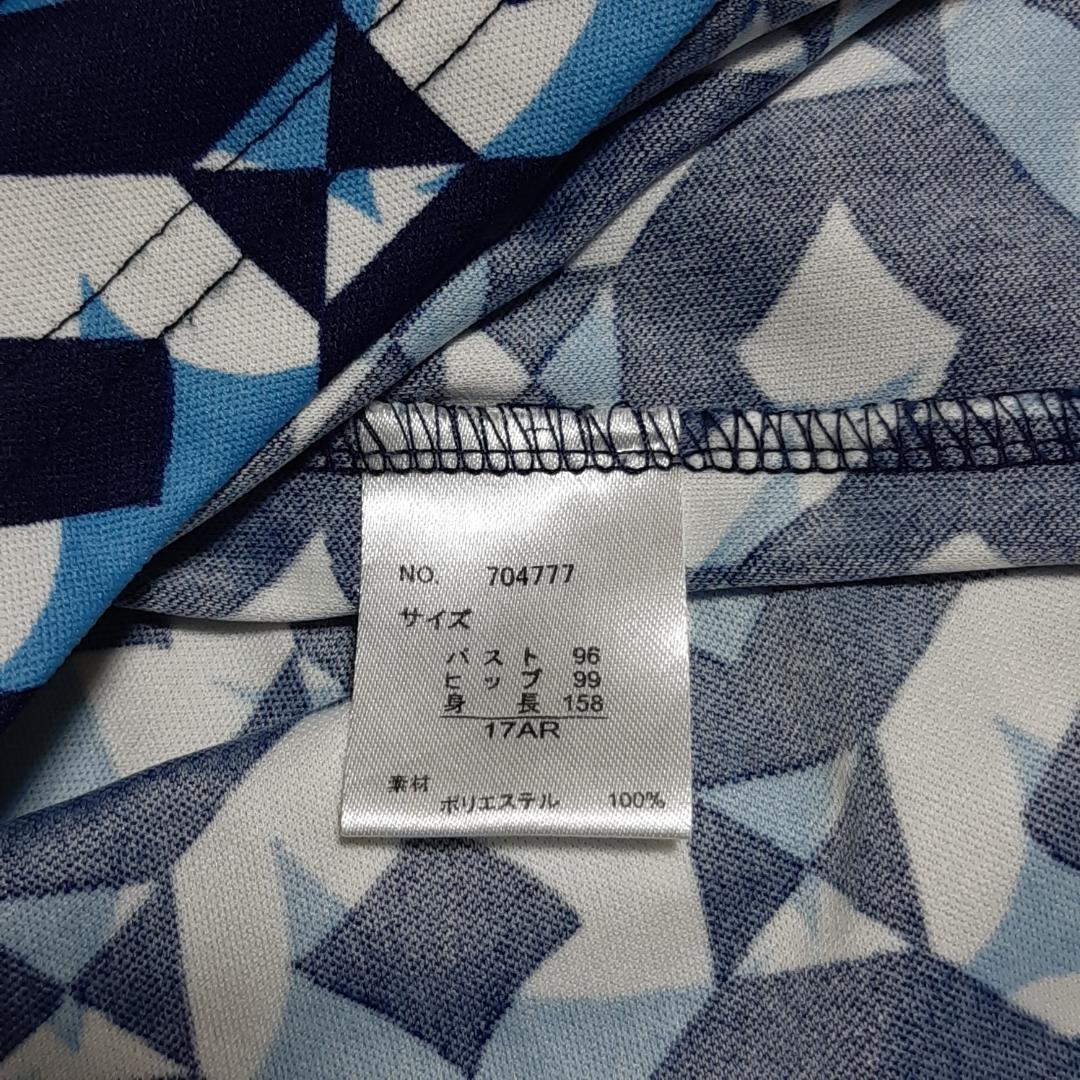 NO. 704777
サイズ
バスト 96
ヒップ 99
身長 158
17AR
素材
ポリエステル 100%